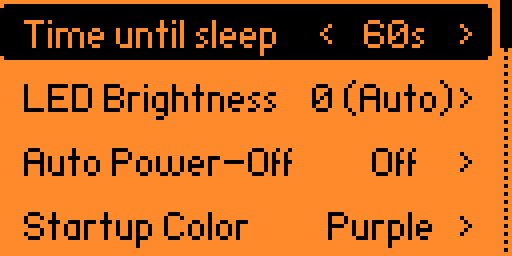 Time until sleep < 60s >
LED Brightness 0 (Auto)>
Auto Power-Off Off >
Startup Color Purple >